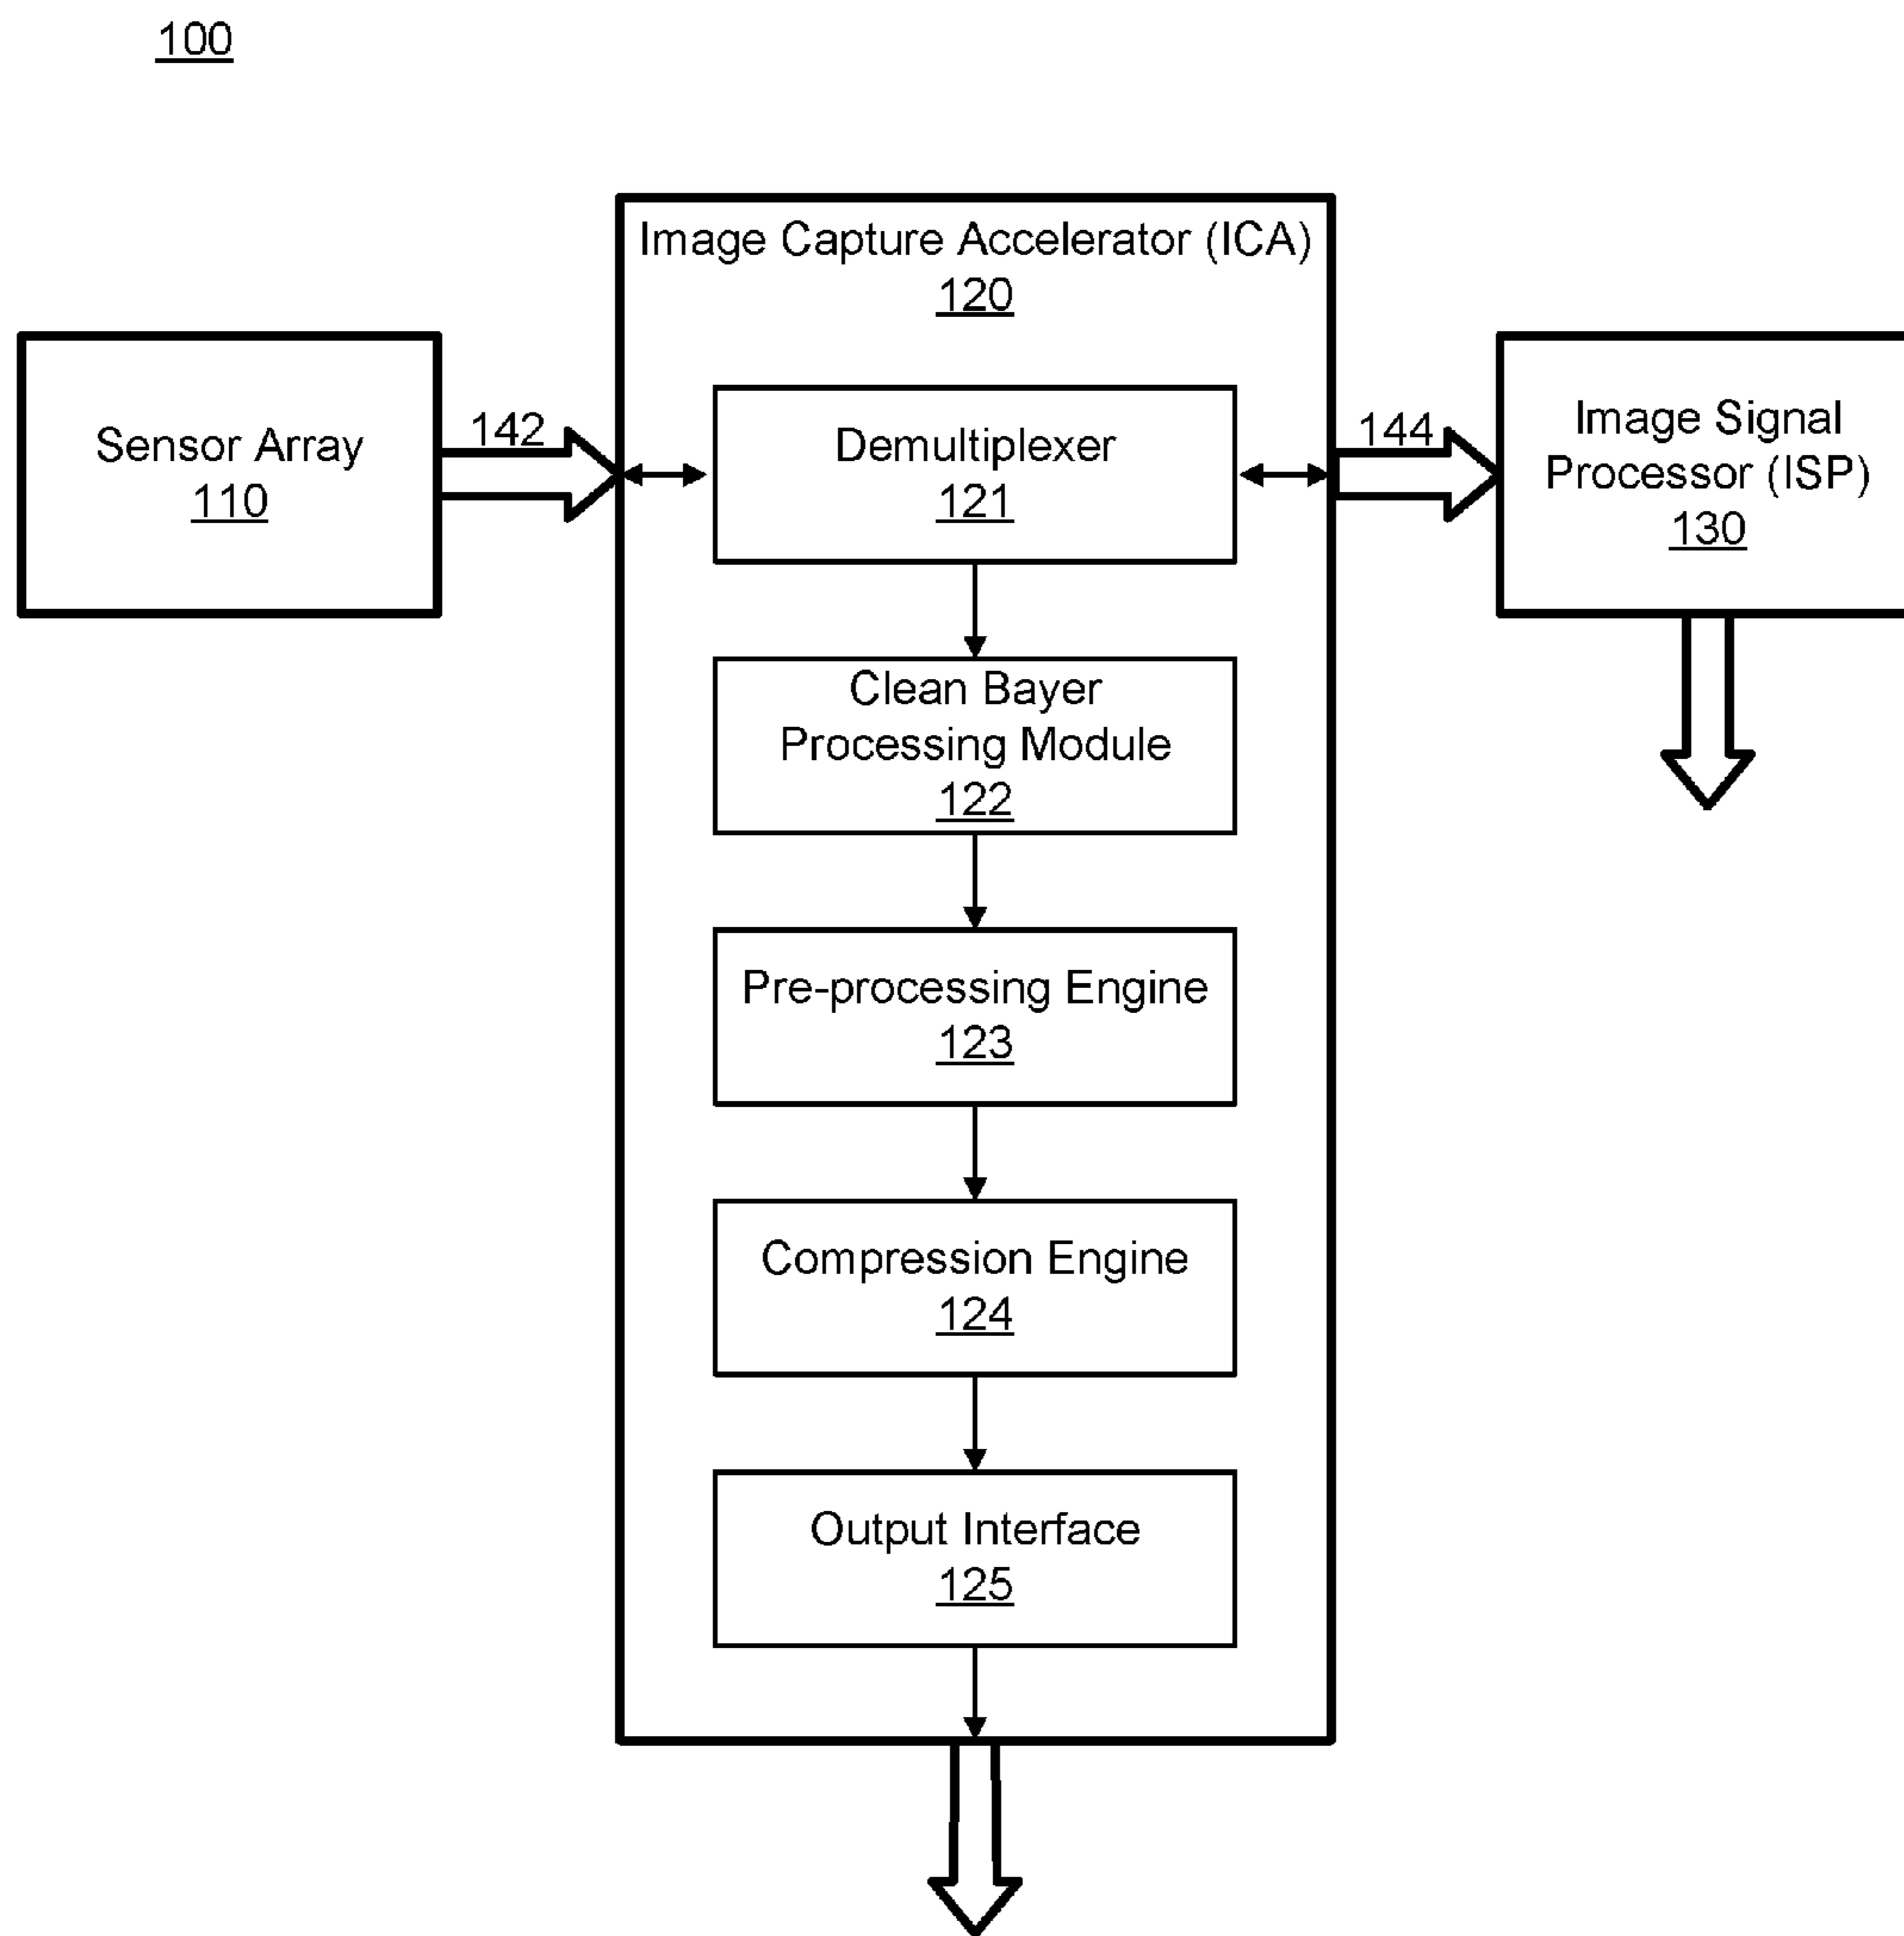 100
Image Capture Accelerator (ICA)
120
Sensor Array
110
142
Demultiplexer
121
144
Image Signal
Processor (ISP)
130
Clean Bayer
Processing Module
122
Pre-processing Engine
123
Compression Engine
124
Output Interface
125